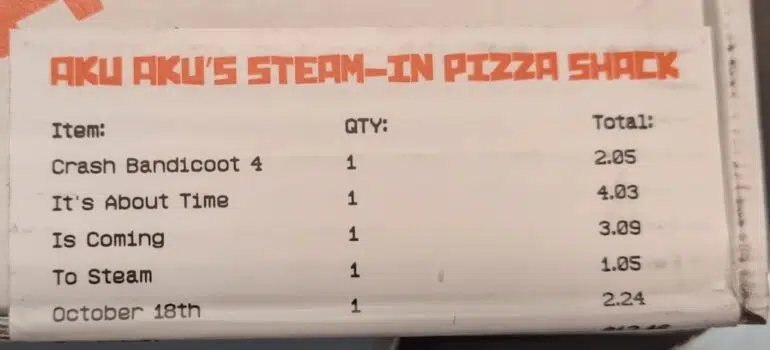 AKU AKU'S STEAM-IN PIZZA SHACK
Item: QTY: Total:
Crash Bandicoot 4 1 2.05
It's About Time 1 4.03
Is Coming 1 3.09
To Steam 1 1.05
October 18th 1 2.24